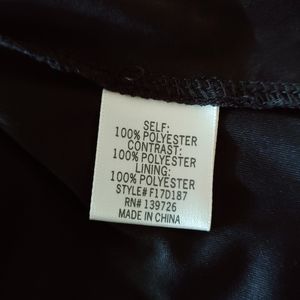 SELF:
100% POLYESTER
CONTRAST:
100% POLYESTER
LINING:
100% POLYESTER
STYLE# F17D187
RN# 139726
MADE IN CHINA